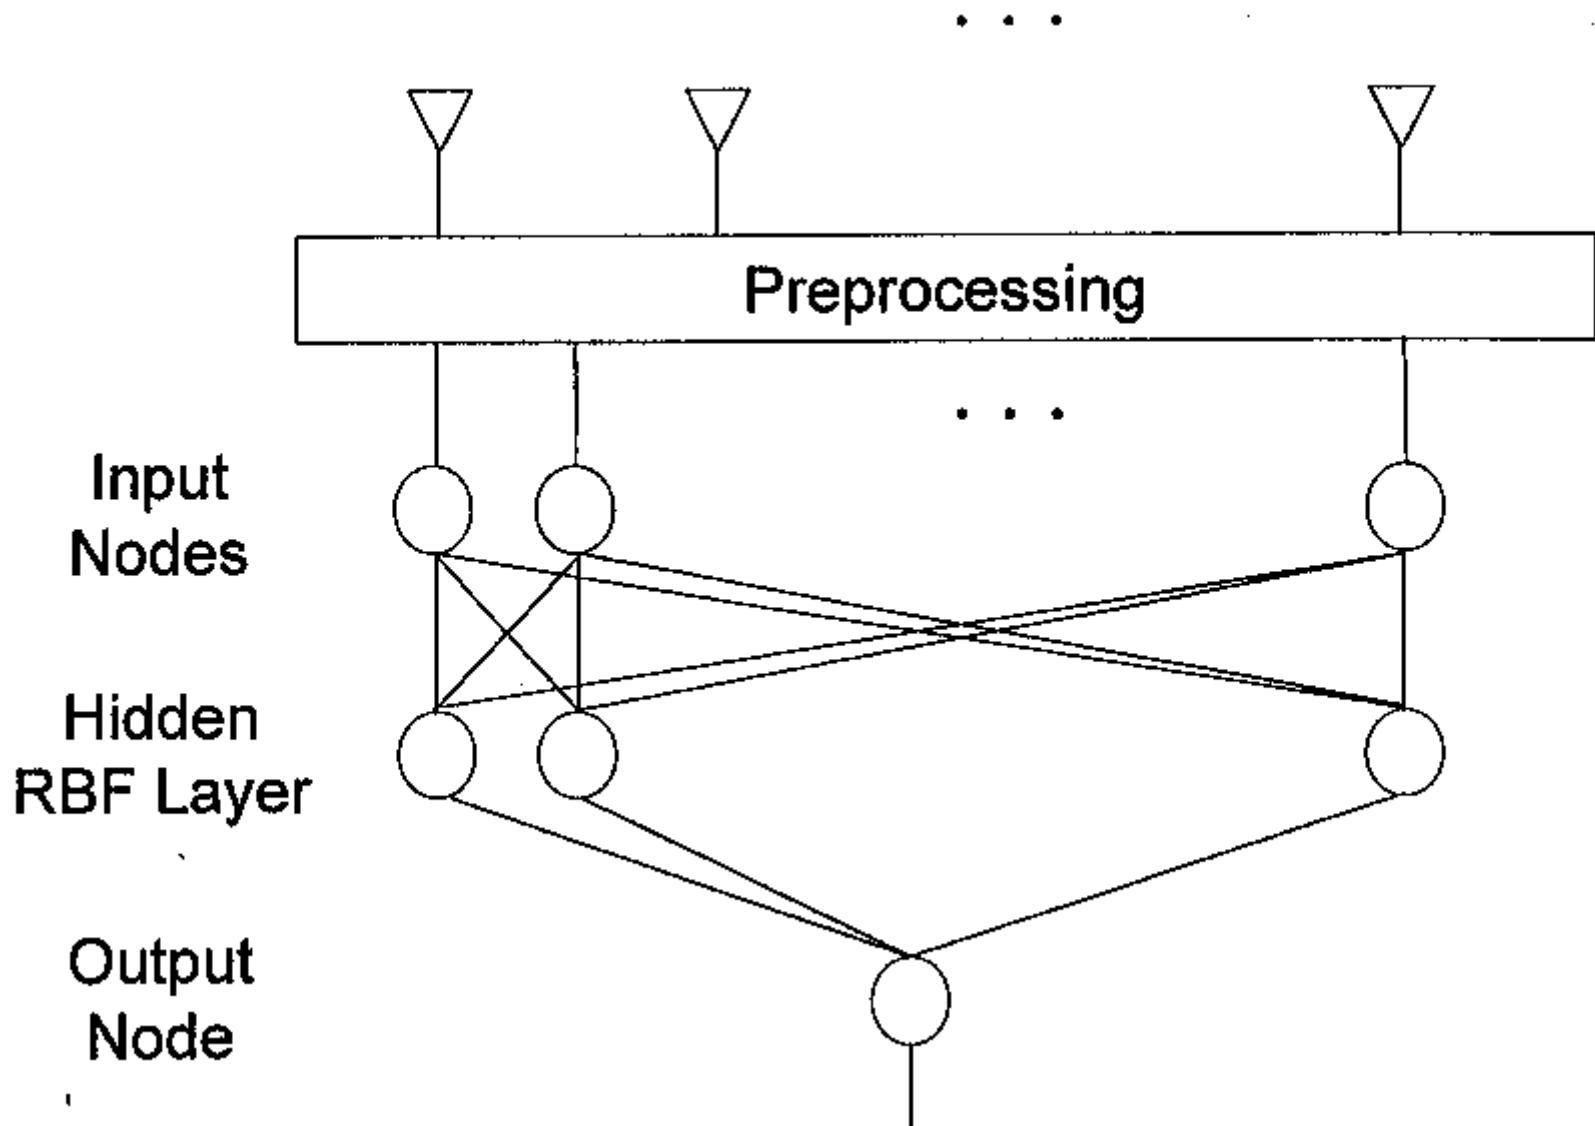 . . .
Preprocessing
. . .
Input
Nodes
Hidden
RBF Layer
Output
Node